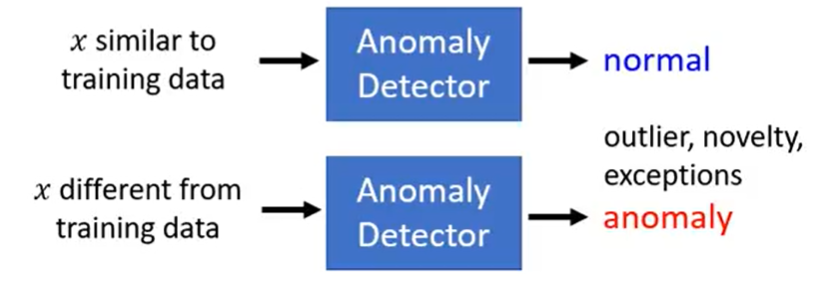 x similar to
training data
Anomaly
Detector
normal
outlier, novelty,
exceptions
x different from
training data
Anomaly
Detector
anomaly